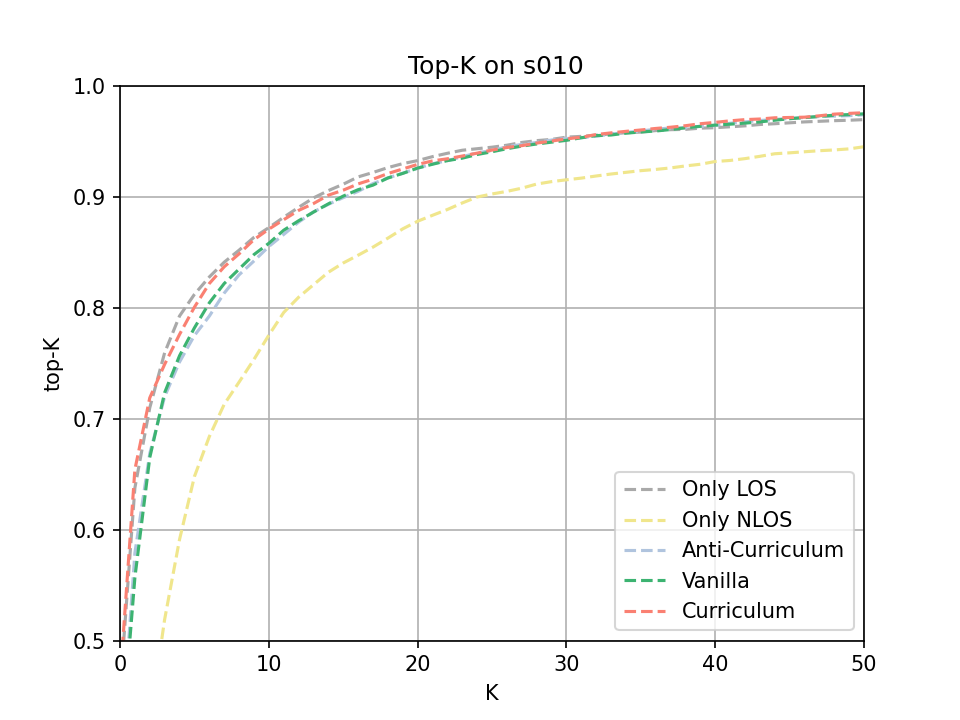 Top-K on s010
1.0
0.9
0.8
0.7
0.6
0.5
top-K
0
10
20
30
40
50
K
Only LOS
Only NLOS
Anti-Curriculum
Vanilla
Curriculum